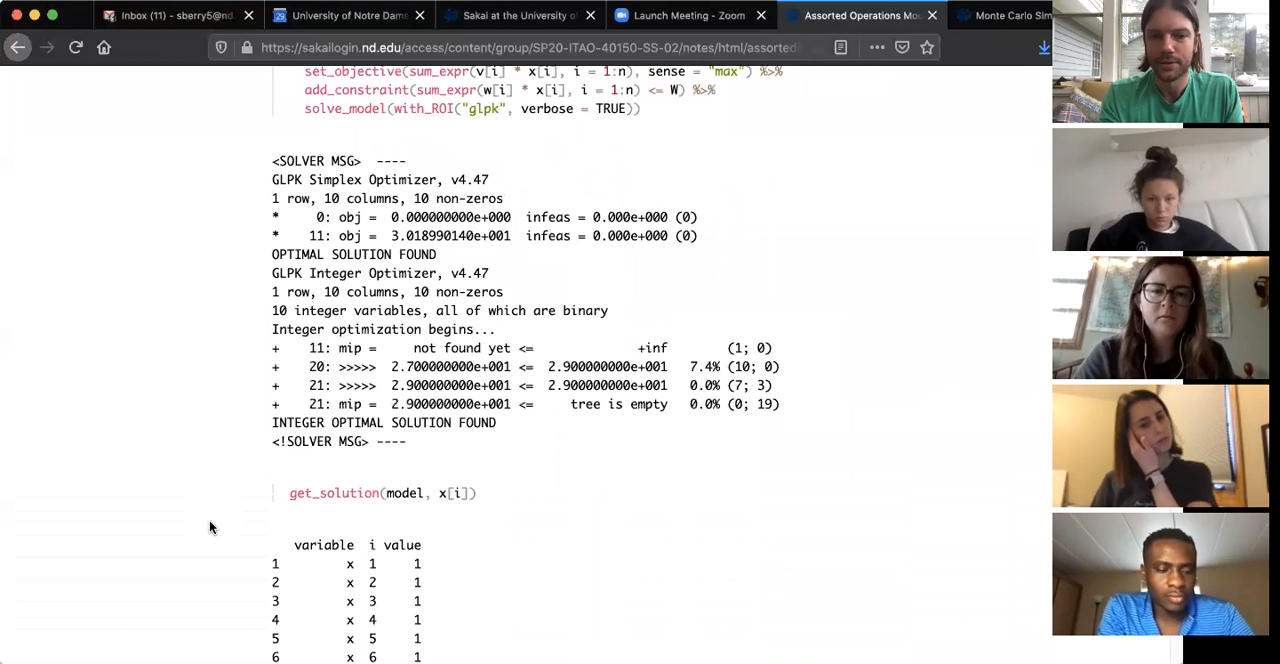 Inbox (11) - sberry5@nd.
University of Notre Dam
Sakai at the University of
Launch Meeting - Zoom
Assorted Operations Mo
Monte Carlo Sim
https://sakailogin.nd.edu/access/content/group/SP20-ITAO-40150-SS-02/notes/html/assorted
set_objective(sum_expr(v[i] * x[i], i = 1:n), sense = "max") %>%
add_constraint(sum_expr(w[i] * x[i], i = 1:n) <= W) %>%
solve_model(with_ROI("glpk", verbose = TRUE))
<SOLVER MSG>  ----
GLPK Simplex Optimizer, v4.47
1 row, 10 columns, 10 non-zeros
*     0: obj =   0.000000000e+000  infeas = 0.000e+000 (0)
*    11: obj =   3.018990140e+001  infeas = 0.000e+000 (0)
OPTIMAL SOLUTION FOUND
GLPK Integer Optimizer, v4.47
1 row, 10 columns, 10 non-zeros
10 integer variables, all of which are binary
Integer optimization begins...
+    11: mip =     not found yet <=              +inf        (1; 0)
+    20: >>>>>   2.700000000e+001 <=   2.900000000e+001   7.4% (10; 0)
+    21: >>>>>   2.900000000e+001 <=   2.900000000e+001   0.0% (7; 3)
+    21: mip =   2.900000000e+001 <=     tree is empty   0.0% (0; 19)
INTEGER OPTIMAL SOLUTION FOUND
<!SOLVER MSG> ----
get_solution(model, x[i])
variable  i value
1        x  1     1
2        x  2     1
3        x  3     1
4        x  4     1
5        x  5     1
6        x  6     1